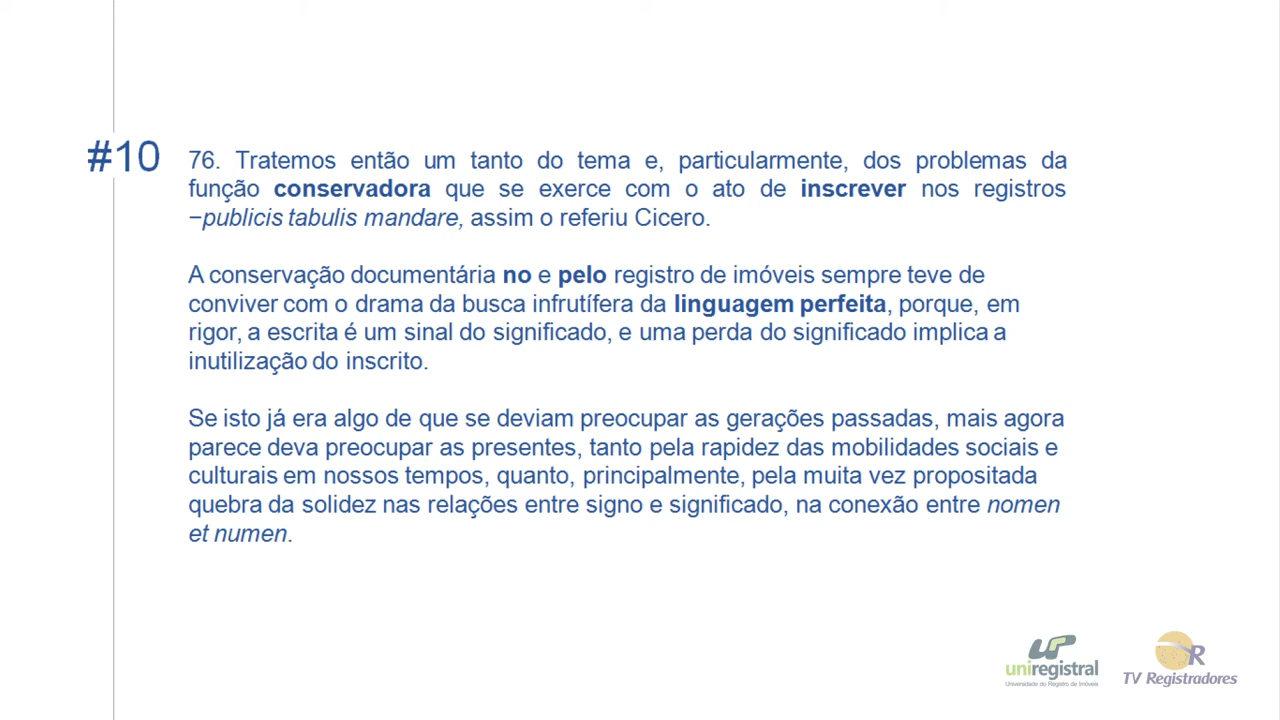 #10
76. Tratemos então um tanto do tema e, particularmente, dos problemas da
função conservadora que se exerce com o ato de inscrever nos registros
−publicis tabulis mandare, assim o referiu Cicero.
A conservação documentária no e pelo registro de imóveis sempre teve de
conviver com o drama da busca infrutífera da linguagem perfeita, porque, em
rigor, a escrita é um sinal do significado, e uma perda do significado implica a
inutilização do inscrito.
Se isto já era algo de que se deviam preocupar as gerações passadas, mais agora
parece deva preocupar as presentes, tanto pela rapidez das mobilidades sociais e
culturais em nossos tempos, quanto, principalmente, pela muita vez propositada
quebra da solidez nas relações entre signo e significado, na conexão entre nomen
et numen.
uniregistral
Universidade do Registro de Imóveis
R
TV Registradores